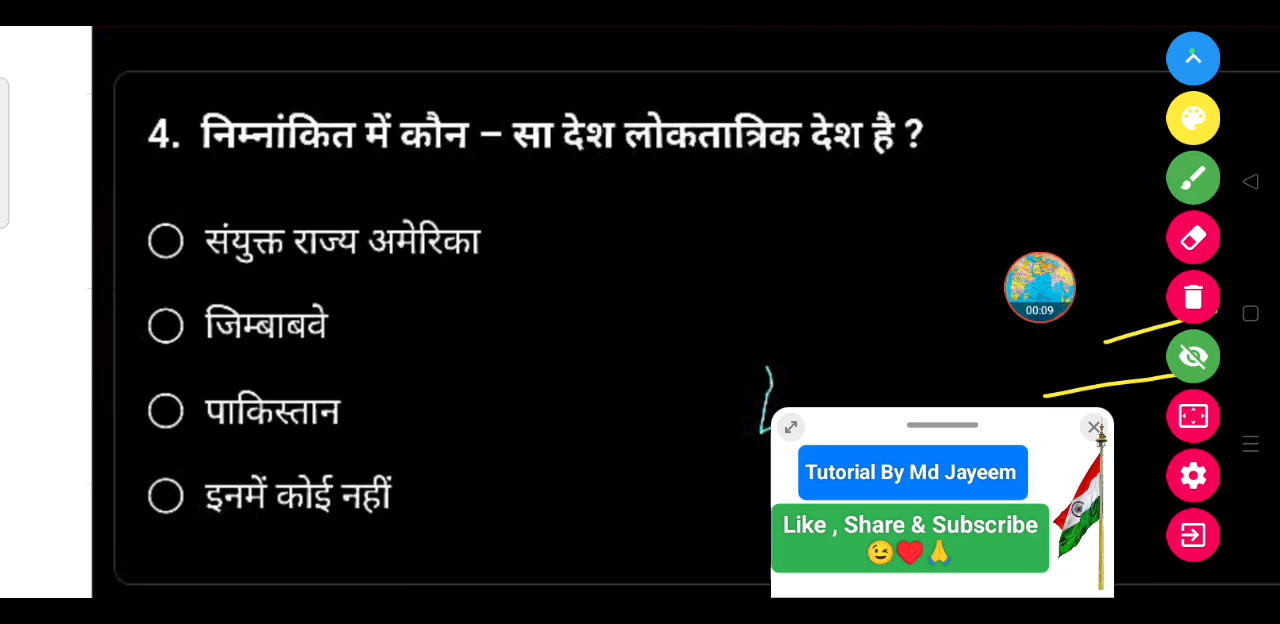 4. निम्नांकित में कौन – सा देश लोकतात्रिक देश है ?
संयुक्त राज्य अमेरिका
जिम्बाबवे
पाकिस्तान
इनमें कोई नहीं
00:09
Tutorial By Md Jayeem
Like , Share & Subscribe
😉❤️🙏